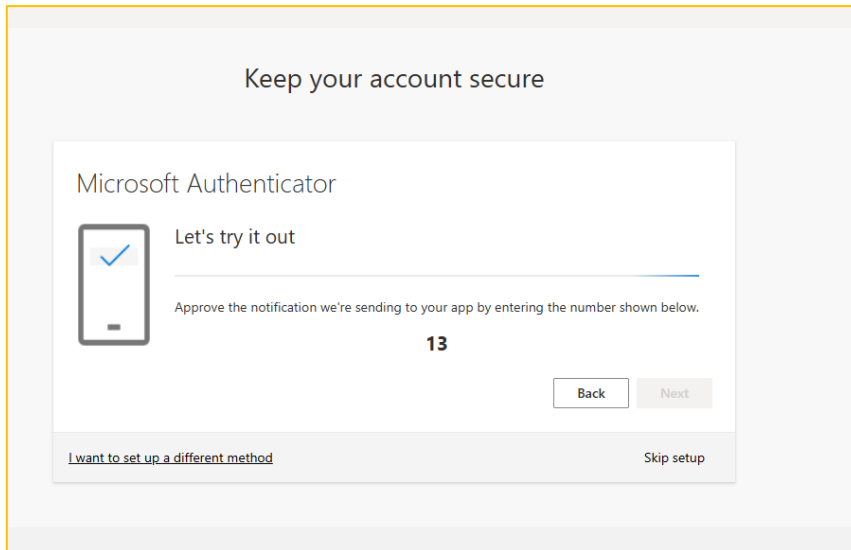 Keep your account secure
Microsoft Authenticator
Let's try it out
Approve the notification we're sending to your app by entering the number shown below.
13
Back
Next
I want to set up a different method
Skip setup